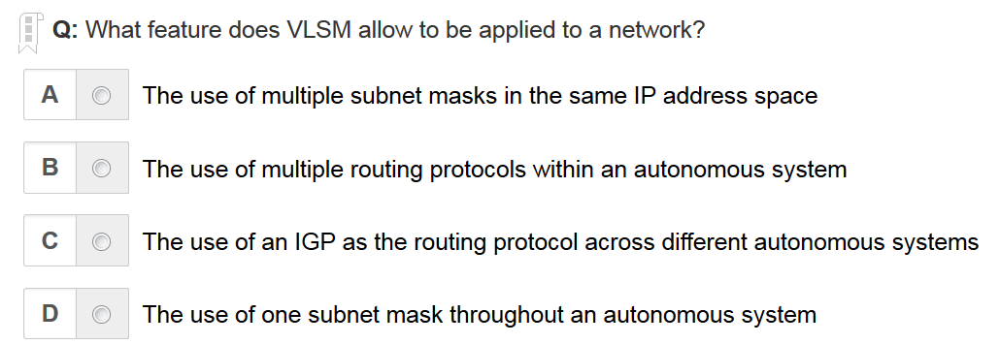 Q: What feature does VLSM allow to be applied to a network?
A The use of multiple subnet masks in the same IP address space
B The use of multiple routing protocols within an autonomous system
C The use of an IGP as the routing protocol across different autonomous systems
D The use of one subnet mask throughout an autonomous system